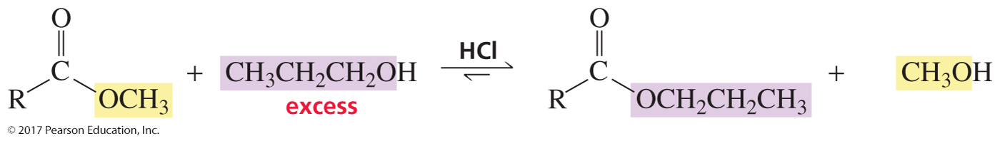 O O
HCl
C + CH₃CH₂CH₂OH C + CH₃OH
R OCH₃ excess R OCH₂CH₂CH₃
© 2017 Pearson Education, Inc.